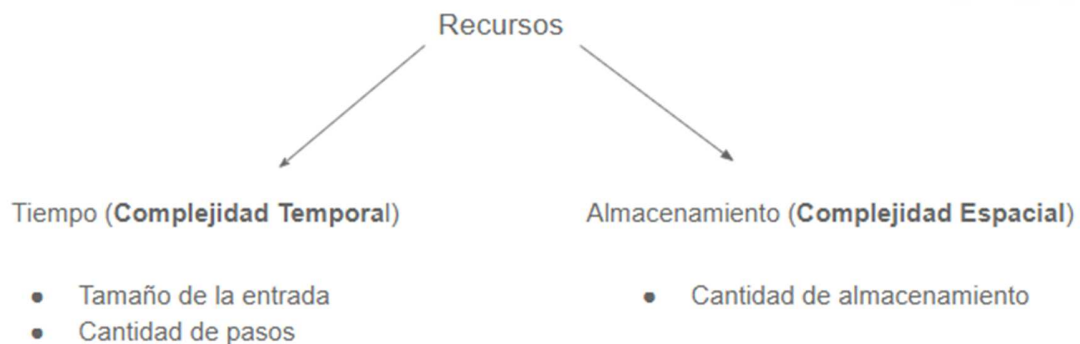 Recursos
Tiempo (Complejidad Temporal)
Almacenamiento (Complejidad Espacial)
● Tamaño de la entrada
● Cantidad de pasos
● Cantidad de almacenamiento